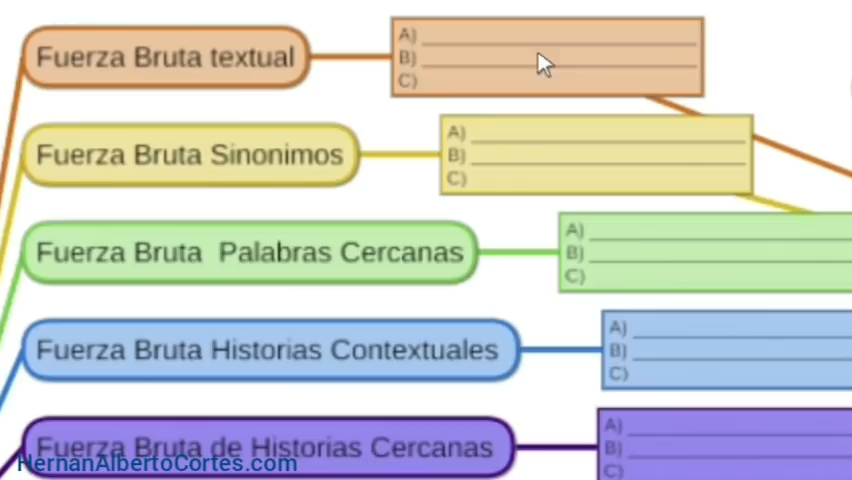 Fuerza Bruta textual
A)
B)
C)
Fuerza Bruta Sinonimos
A)
B)
C)
Fuerza Bruta  Palabras Cercanas
A)
B)
C)
Fuerza Bruta Historias Contextuales
A)
B)
C)
Fuerza Bruta de Historias Cercanas
A)
B)
C)
HernanAlbertoCortes.com